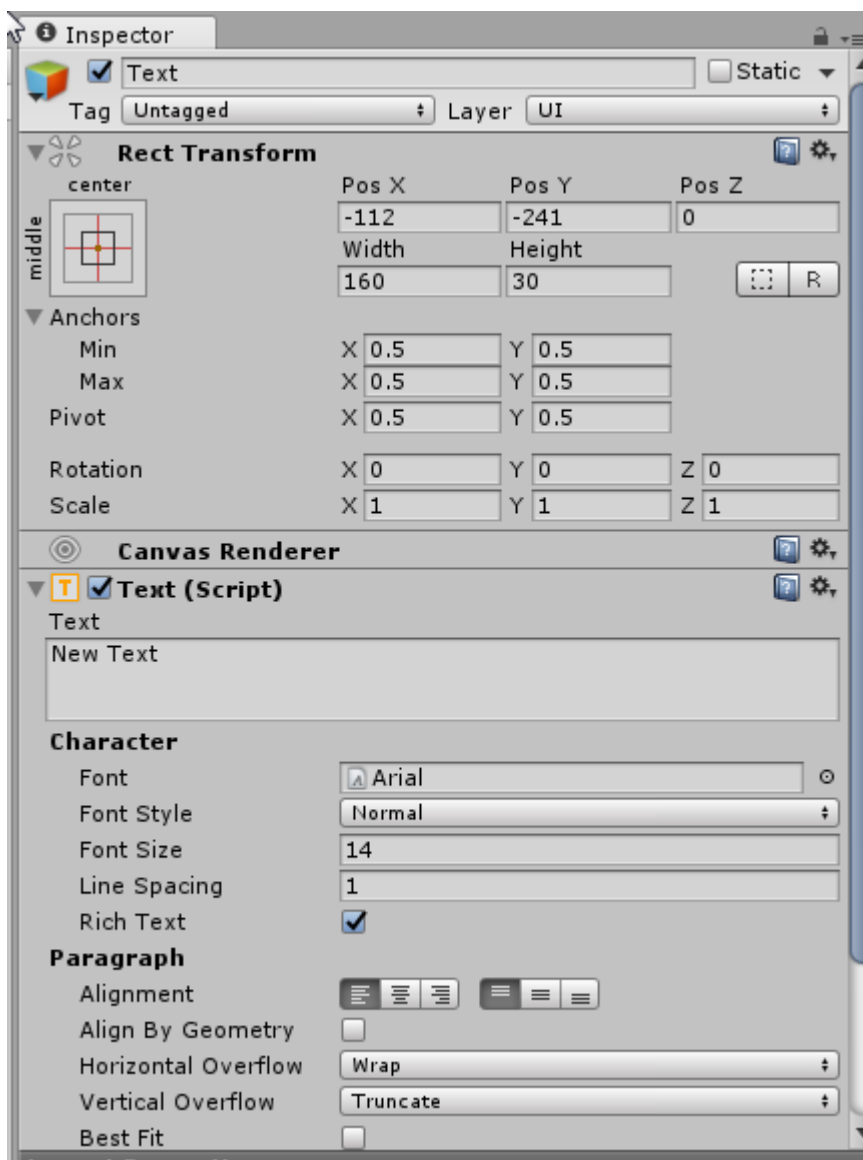 Inspector
Text Static
Tag Untagged Layer UI
Rect Transform
center Pos X Pos Y Pos Z
middle -112 -241 0
Width Height
160 30 R
Anchors
Min X 0.5 Y 0.5
Max X 0.5 Y 0.5
Pivot X 0.5 Y 0.5
Rotation X 0 Y 0 Z 0
Scale X 1 Y 1 Z 1
Canvas Renderer
T Text (Script)
Text
New Text
Character
Font Arial
Font Style Normal
Font Size 14
Line Spacing 1
Rich Text
Paragraph
Alignment
Align By Geometry
Horizontal Overflow Wrap
Vertical Overflow Truncate
Best Fit